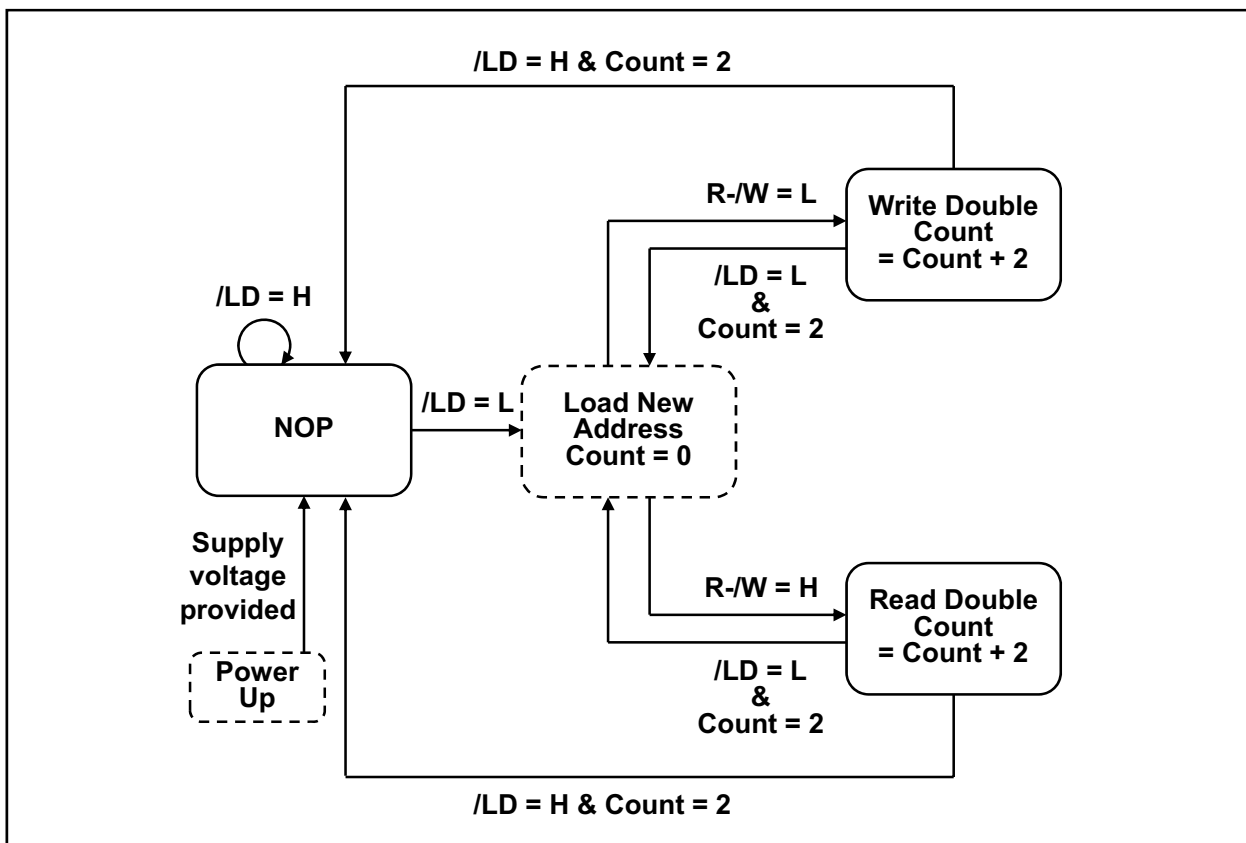 /LD = H & Count = 2
R-/W = L
Write Double
Count
= Count + 2
/LD = L
&
Count = 2
/LD = H
NOP
/LD = L
Load New
Address
Count = 0
Supply
voltage
provided
R-/W = H
Read Double
Count
= Count + 2
Power
Up
/LD = L
&
Count = 2
/LD = H & Count = 2